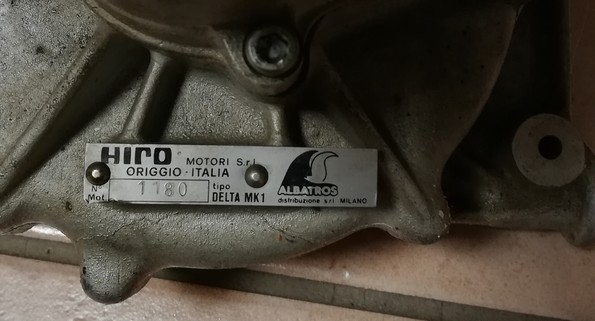 HIRO MOTORI S.r.l.
ORIGGIO - ITALIA
N° Mot. 1180 tipo DELTA MK1
ALBATROS
distribuzione s.r.l MILANO